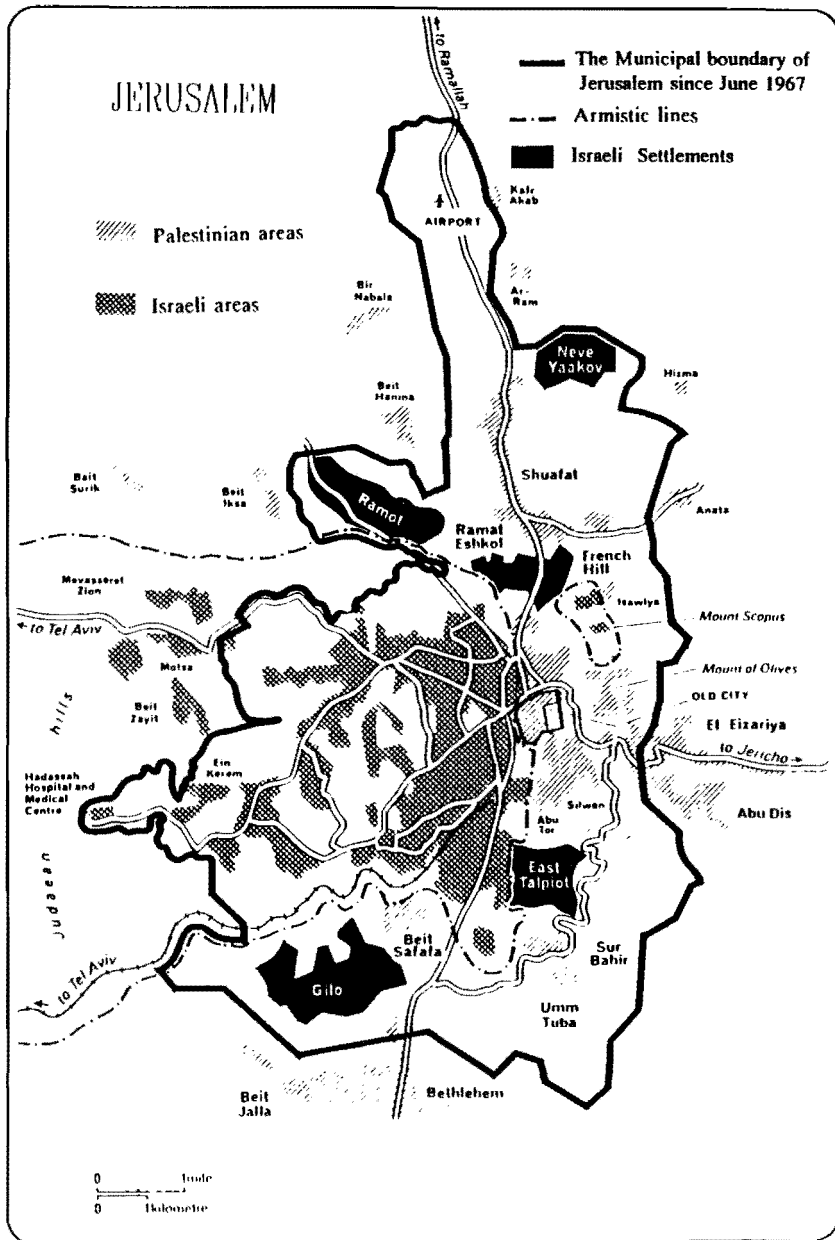 to Ramallah
The Municipal boundary of
Jerusalem since June 1967
JERUSALEM
Armistic lines
Israeli Settlements
Kafr
Akab
AIRPORT
Palestinian areas
Ar-
Ram
Bir
Nabala
Israeli areas
Neve
Yaakov
Hizma
Beit
Hanina
Shuafat
Beit
Surik
Beit
Iksa
Ramot
Anata
Ramat
Eshkol
French
Hill
Mevasseret
Zion
Isawiya
Mount Scopus
to Tel Aviv
Motsa
Mount of Olives
OLD CITY
Beit
Zayit
El Eizariya
to Jericho
hills
Ein
Kerem
Hadassah
Hospital and
Medical
Centre
Silwan
Abu
Tor
Abu Dis
East
Talpiot
Judaean
Beit
Safafa
Sur
Bahir
to Tel Aviv
Gilo
Umm
Tuba
Beit
Jalla
Bethlehem
0 1mile
0 1kilometre